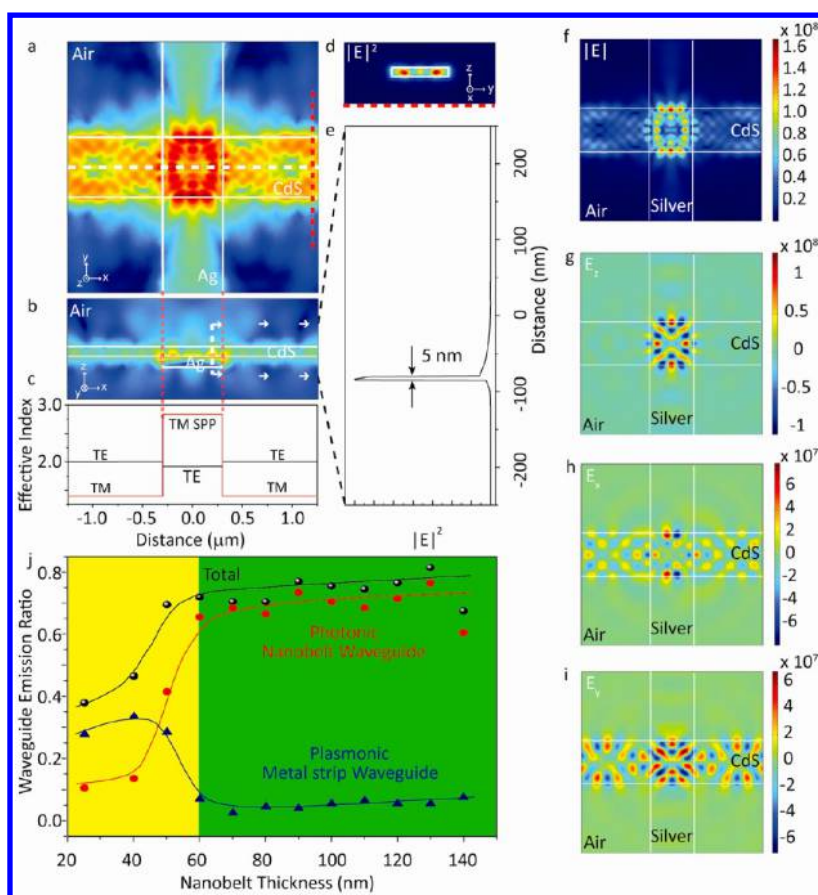 a
Air
CdS
Ag
y
z
x
b
Air
CdS
Ag
z
y
x
c
Effective Index
3.0
2.0
TM SPP
TE
TE
TE
TM
TM
-1.0
-0.5
0.0
0.5
1.0
Distance (μm)
d
|E|²
z
x
y
e
5 nm
200
100
0
-100
-200
Distance (nm)
|E|²
f
|E|
CdS
Air
Silver
x 10⁸
1.6
1.4
1.2
1.0
0.8
0.6
0.4
0.2
g
CdS
Air
Silver
x 10⁸
1
0.5
0
-0.5
-1
h
CdS
Air
Silver
x 10⁷
6
4
2
0
-2
-4
-6
i
CdS
Air
Silver
x 10⁷
6
4
2
0
-2
-4
-6
j
Waveguide Emission Ratio
0.8
0.6
0.4
0.2
0.0
Total
Photonic
Nanobelt Waveguide
Plasmonic
Metal strip Waveguide
20
40
60
80
100
120
140
Nanobelt Thickness (nm)